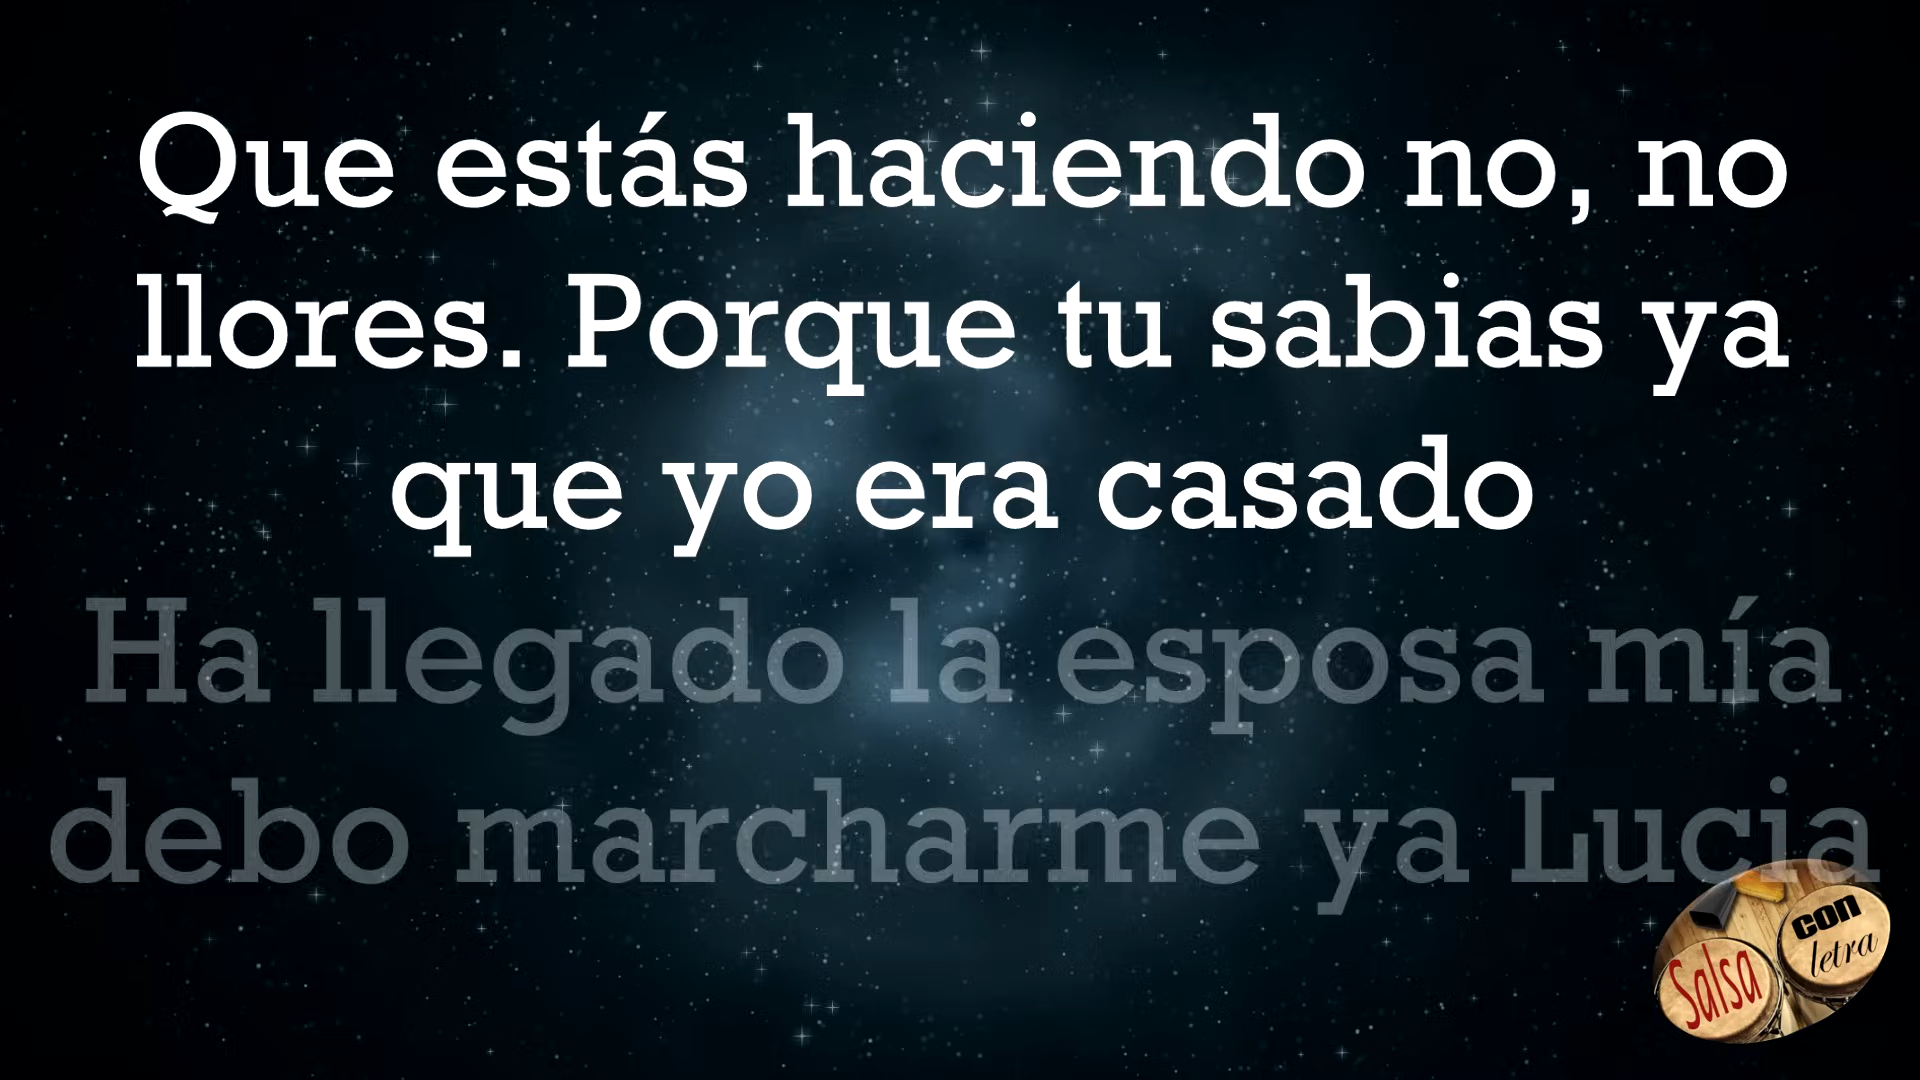 Que estás haciendo no, no
llores. Porque tu sabias ya
que yo era casado
Ha llegado la esposa mía
debo marcharme ya Lucia
Salsa
con
letra